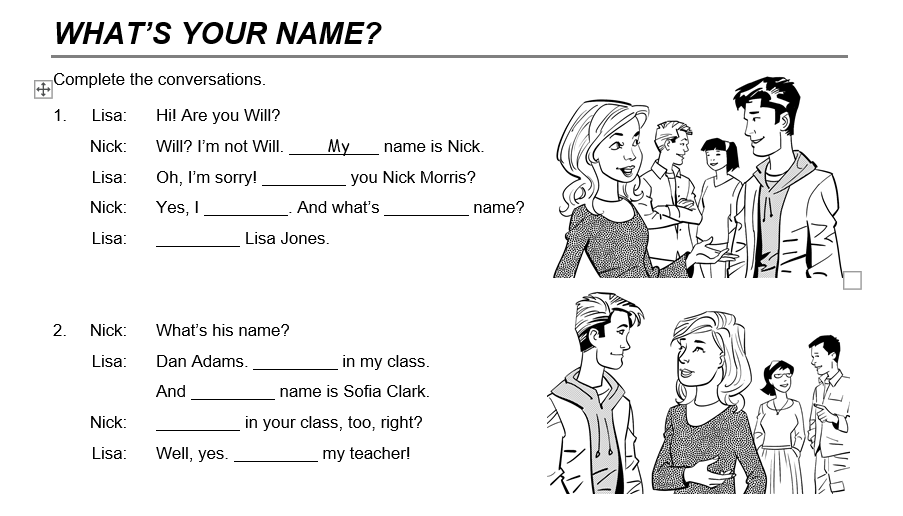 WHAT'S YOUR NAME?
Complete the conversations.
1. Lisa: Hi! Are you Will?
Nick: Will? I'm not Will. ____My____ name is Nick.
Lisa: Oh, I'm sorry! _________ you Nick Morris?
Nick: Yes, I _________. And what's _________ name?
Lisa: _________ Lisa Jones.
2. Nick: What's his name?
Lisa: Dan Adams. _________ in my class.
And _________ name is Sofia Clark.
Nick: _________ in your class, too, right?
Lisa: Well, yes. _________ my teacher!